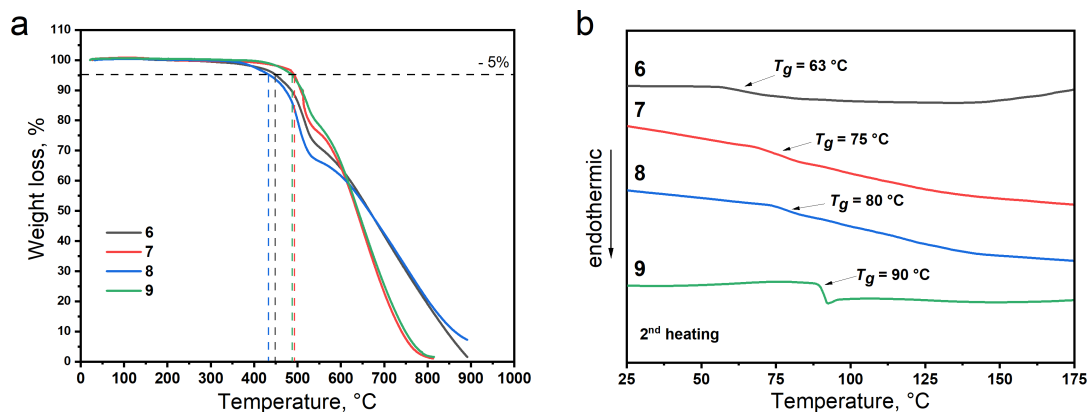 a
110
100
90
80
70
60
50
40
30
20
10
0
Weight loss, %
- 5%
6
7
8
9
0 100 200 300 400 500 600 700 800 900 1000
Temperature, °C
b
endothermic
6
Tg = 63 °C
7
Tg = 75 °C
8
Tg = 80 °C
9
Tg = 90 °C
2nd heating
25 50 75 100 125 150 175
Temperature, °C